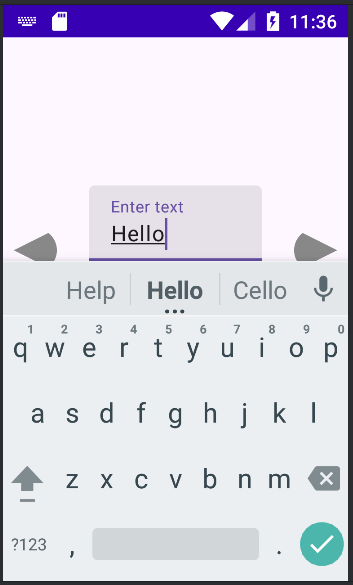 11:36
Enter text
Hello
Help Hello Cello
1 2 3 4 5 6 7 8 9 0
q w e r t y u i o p
a s d f g h j k l
z x c v b n m
?123 , .